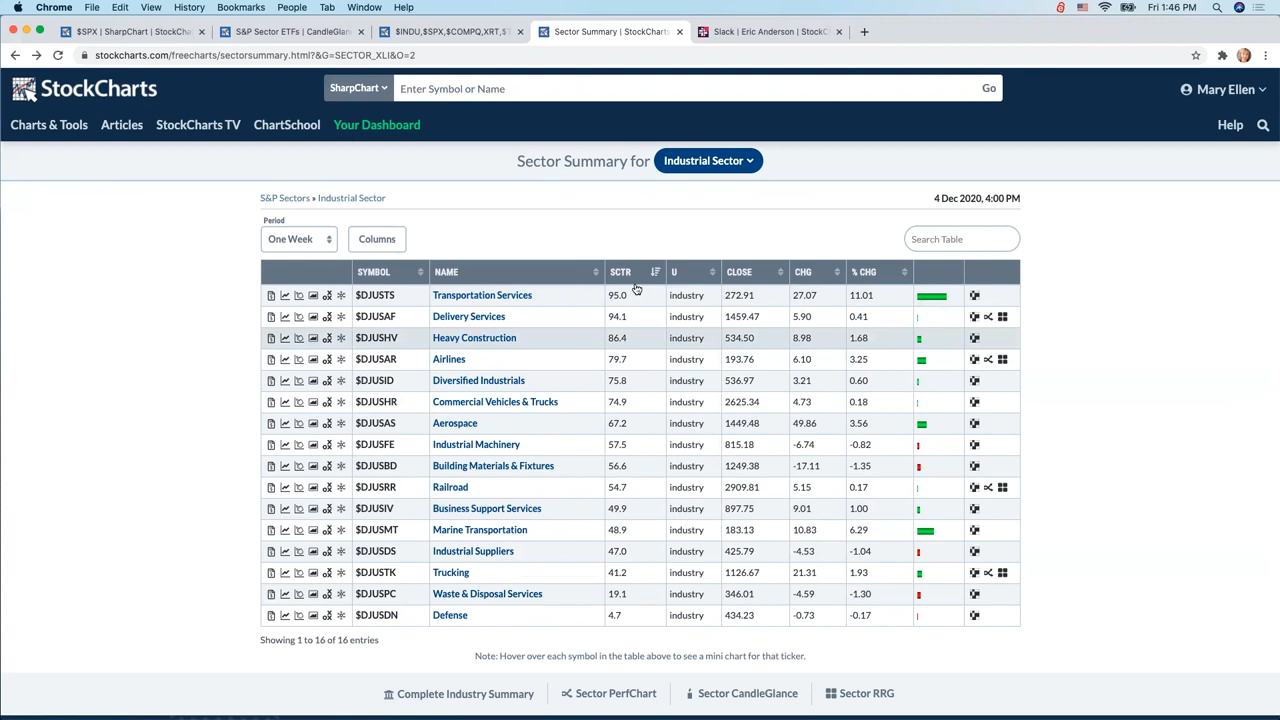 Chrome File Edit View History Bookmarks People Tab Window Help Fri 1:46 PM
$SPX | SharpChart | StockCha S&P Sector ETFs | CandleGlanc $INDU,$SPX,$COMPQ,XRT,$T Sector Summary | StockCharts Slack | Eric Anderson | StockC
stockcharts.com/freecharts/sectorsummary.html?&G=SECTOR_XLI&O=2
StockCharts SharpChart Enter Symbol or Name Go Mary Ellen
Charts & Tools Articles StockCharts TV ChartSchool Your Dashboard Help
Sector Summary for Industrial Sector
S&P Sectors » Industrial Sector 4 Dec 2020, 4:00 PM
Period
One Week Columns Search Table
SYMBOL NAME SCTR U CLOSE CHG % CHG
$DJUSTS Transportation Services 95.0 industry 272.91 27.07 11.01
$DJUSAF Delivery Services 94.1 industry 1459.47 5.90 0.41
$DJUSHV Heavy Construction 86.4 industry 534.50 8.98 1.68
$DJUSAR Airlines 79.7 industry 193.76 6.10 3.25
$DJUSID Diversified Industrials 75.8 industry 536.97 3.21 0.60
$DJUSHR Commercial Vehicles & Trucks 74.9 industry 2625.34 4.73 0.18
$DJUSAS Aerospace 67.2 industry 1449.48 49.86 3.56
$DJUSFE Industrial Machinery 57.5 industry 815.18 -6.74 -0.82
$DJUSBD Building Materials & Fixtures 56.6 industry 1249.38 -17.11 -1.35
$DJUSRR Railroad 54.7 industry 2909.81 5.15 0.17
$DJUSIV Business Support Services 49.9 industry 897.75 9.01 1.00
$DJUSMT Marine Transportation 48.9 industry 183.13 10.83 6.29
$DJUSDS Industrial Suppliers 47.0 industry 425.79 -4.53 -1.04
$DJUSTK Trucking 41.2 industry 1126.67 21.31 1.93
$DJUSPC Waste & Disposal Services 19.1 industry 346.01 -4.59 -1.30
$DJUSDN Defense 4.7 industry 434.23 -0.73 -0.17
Showing 1 to 16 of 16 entries
Note: Hover over each symbol in the table above to see a mini chart for that ticker.
Complete Industry Summary Sector PerfChart Sector CandleGlance Sector RRG